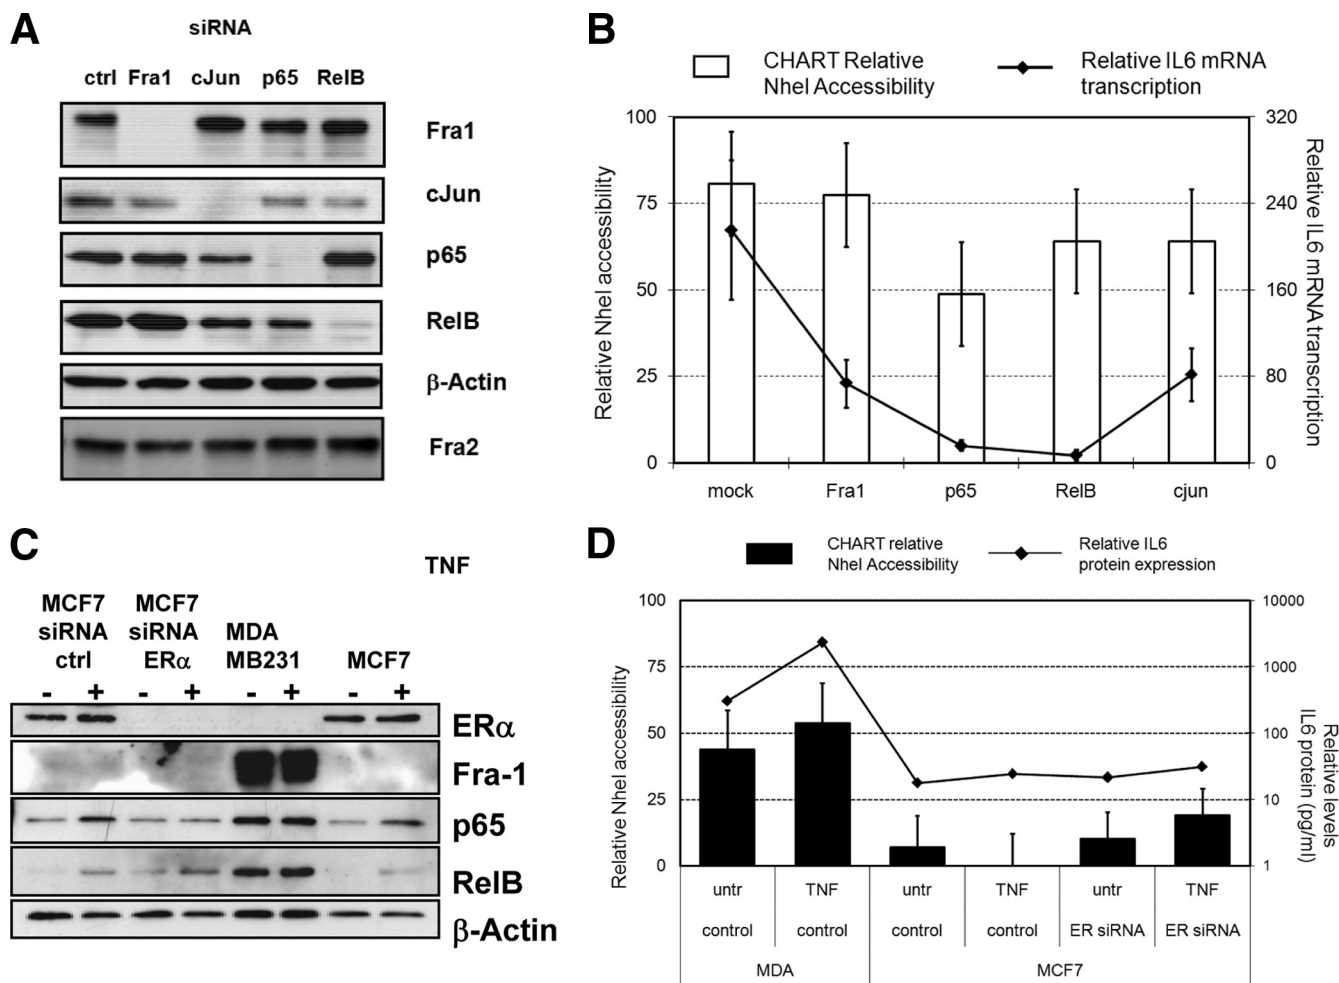 A
siRNA
ctrl Fra1 cJun p65 RelB
Fra1
cJun
p65
RelB
β-Actin
Fra2
B
CHART Relative
NheI Accessibility
Relative IL6 mRNA
transcription
Relative NheI accessibility
100
75
50
25
0
320
240
160
80
0
Relative IL6 mRNA transcription
mock Fra1 p65 RelB cjun
C
TNF
MCF7
siRNA
ctrl
MCF7
siRNA
ERα
MDA
MB231
MCF7
- + - + - + - +
ERα
Fra-1
p65
RelB
β-Actin
D
CHART relative
NheI Accessibility
Relative IL6
protein expression
Relative NheI accessibility
100
75
50
25
0
10000
1000
100
10
1
Relative levels
IL6 protein (pg/ml)
untr TNF untr TNF untr TNF
control control control control ER siRNA ER siRNA
MDA MCF7